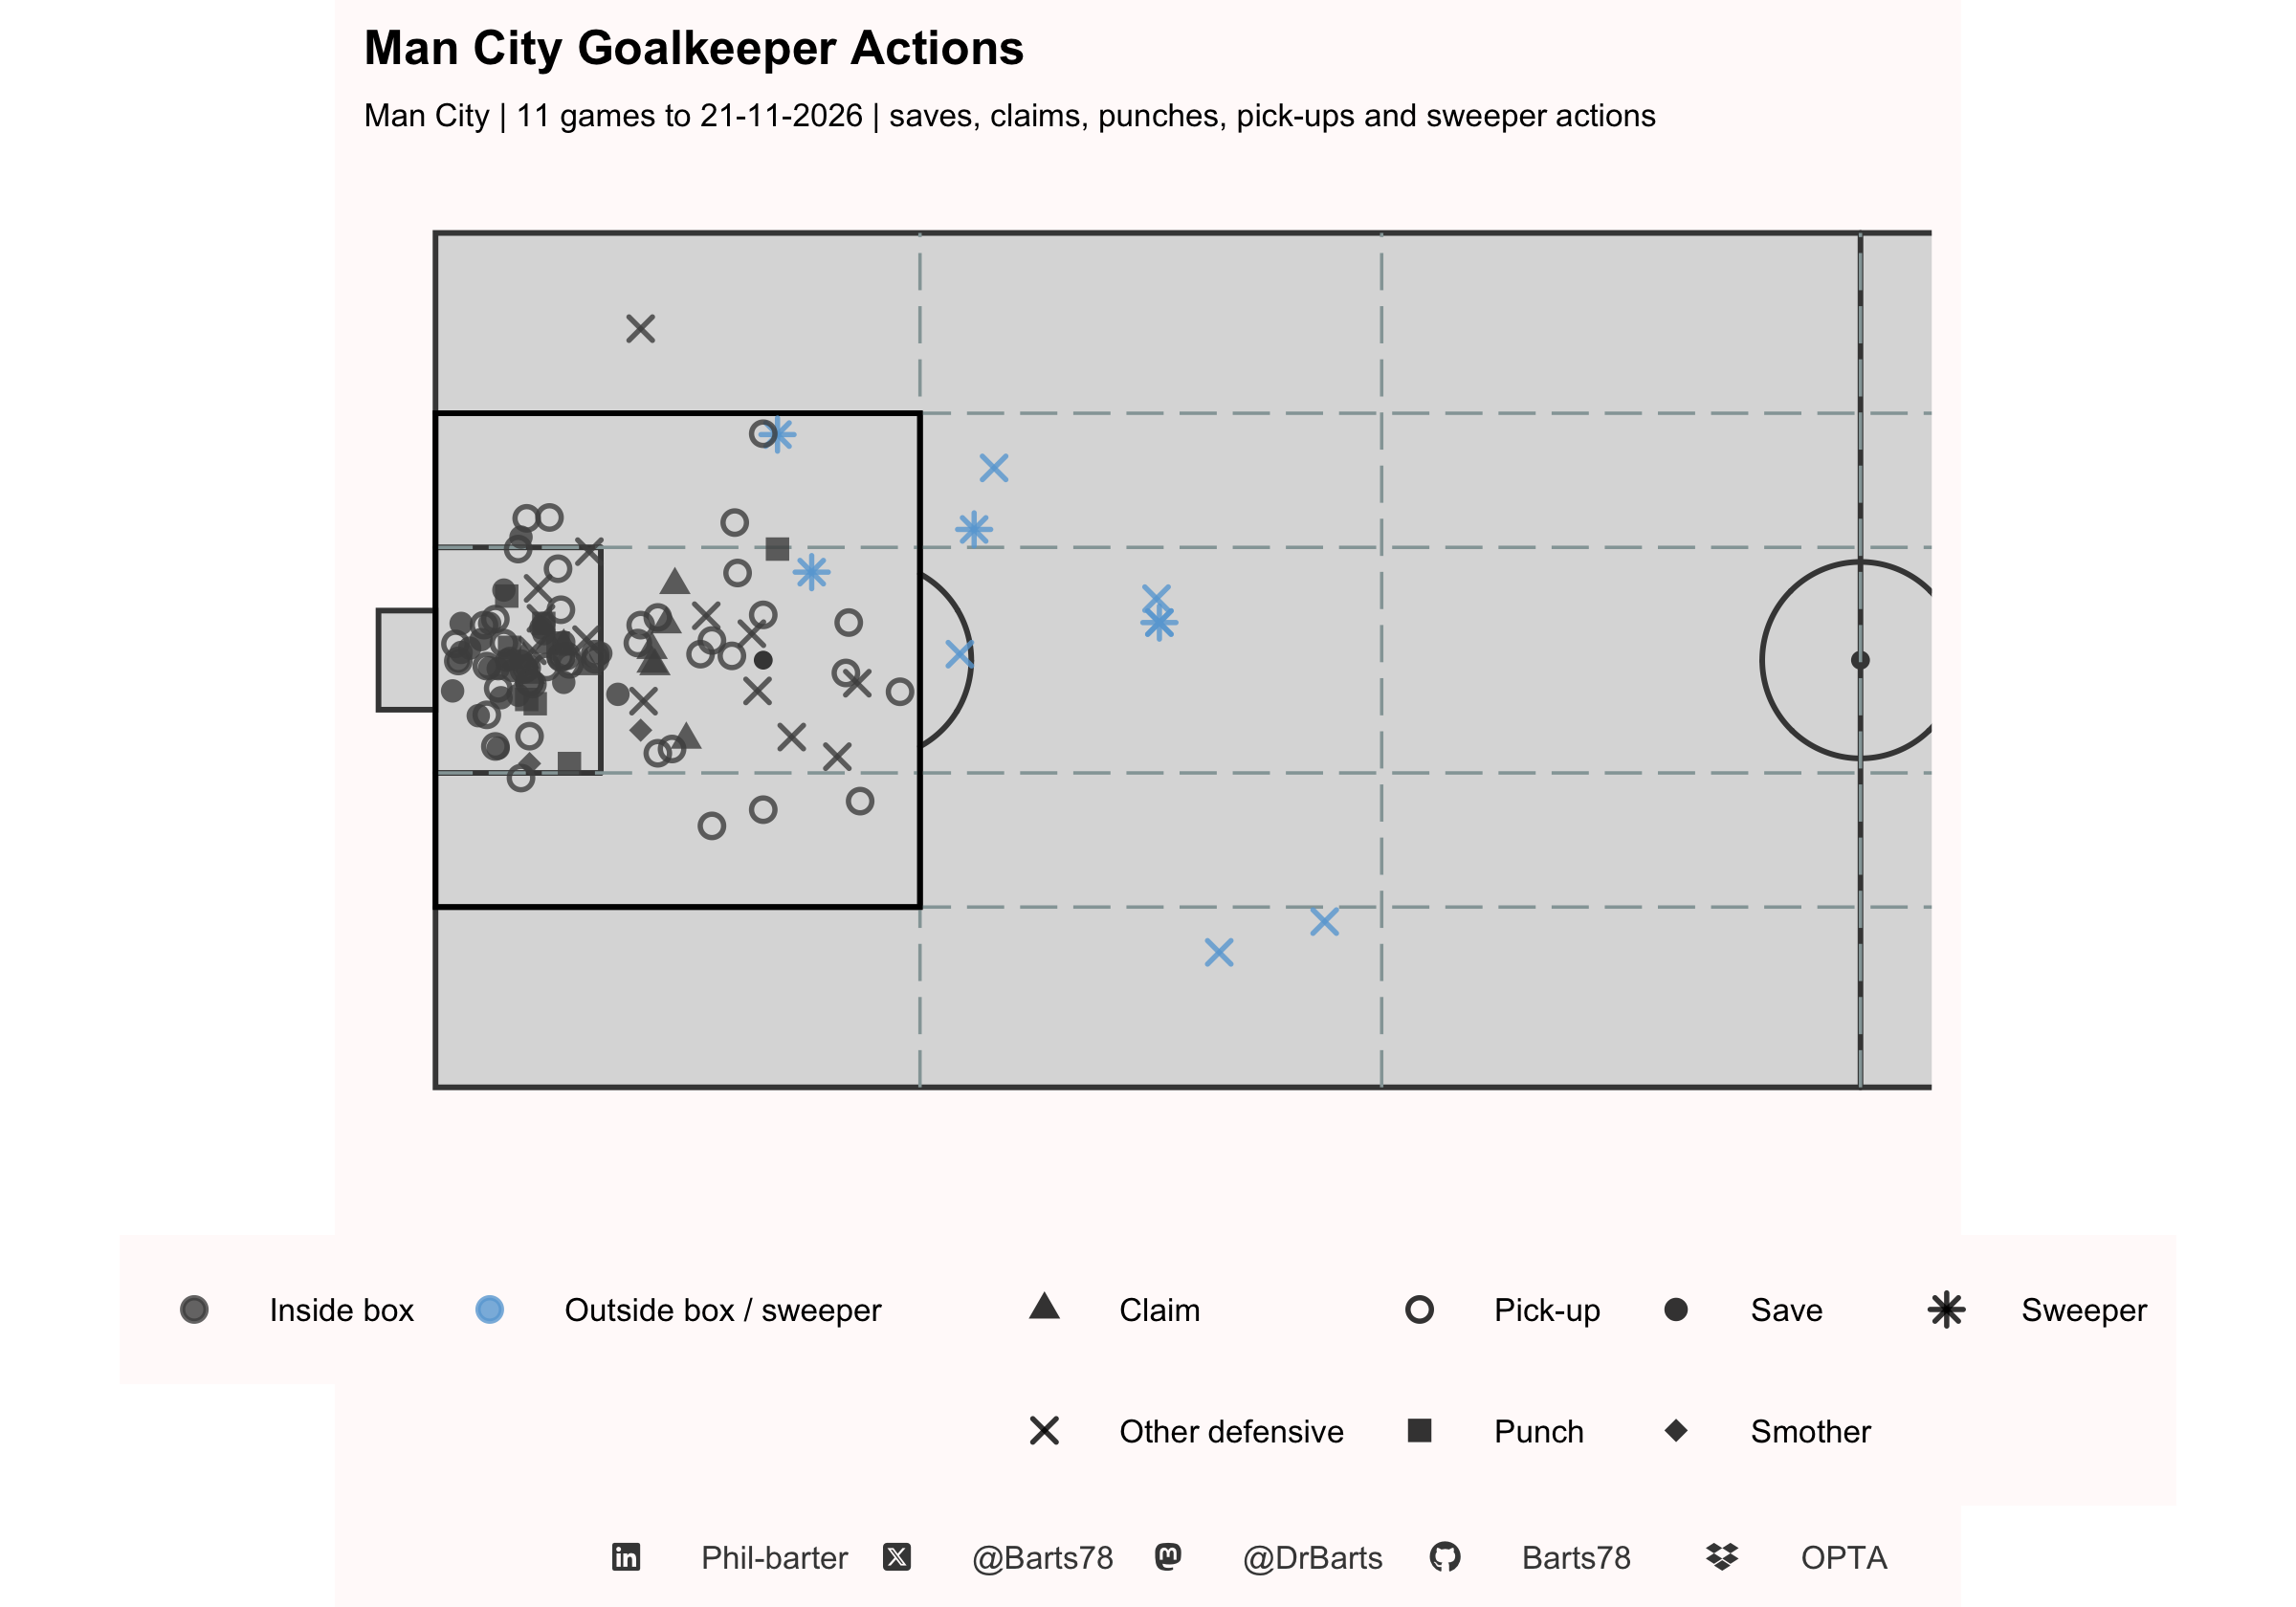 Man City Goalkeeper Actions
Man City | 11 games to 21-11-2026 | saves, claims, punches, pick-ups and sweeper actions
Inside box Outside box / sweeper Claim Pick-up Save Sweeper
Other defensive Punch Smother
Phil-barter @Barts78 @DrBarts Barts78 OPTA